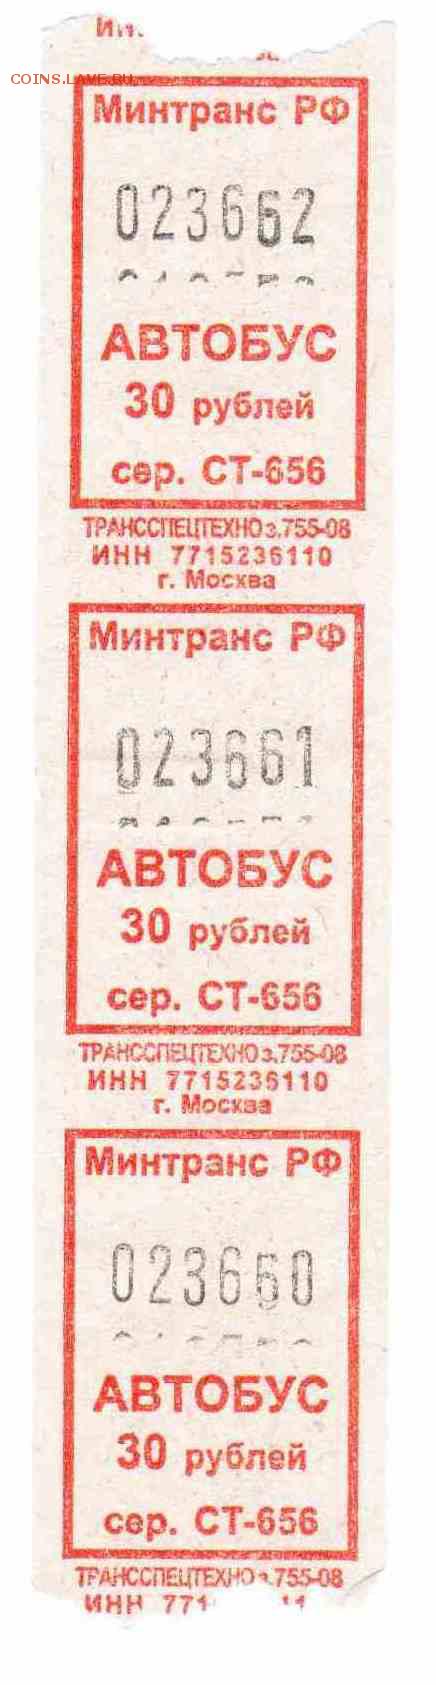 COINS.LAVE.RU
Минтранс РФ
023662
АВТОБУС
30 рублей
сер. СТ-656
ТРАНССПЕЦТЕХНО з.755-08
ИНН 7715236110
г. Москва
Минтранс РФ
023661
АВТОБУС
30 рублей
сер. СТ-656
ТРАНССПЕЦТЕХНО з.755-08
ИНН 7715236110
г. Москва
Минтранс РФ
023660
АВТОБУС
30 рублей
сер. СТ-656
ТРАНССПЕЦТЕХНО з.755-08
ИНН